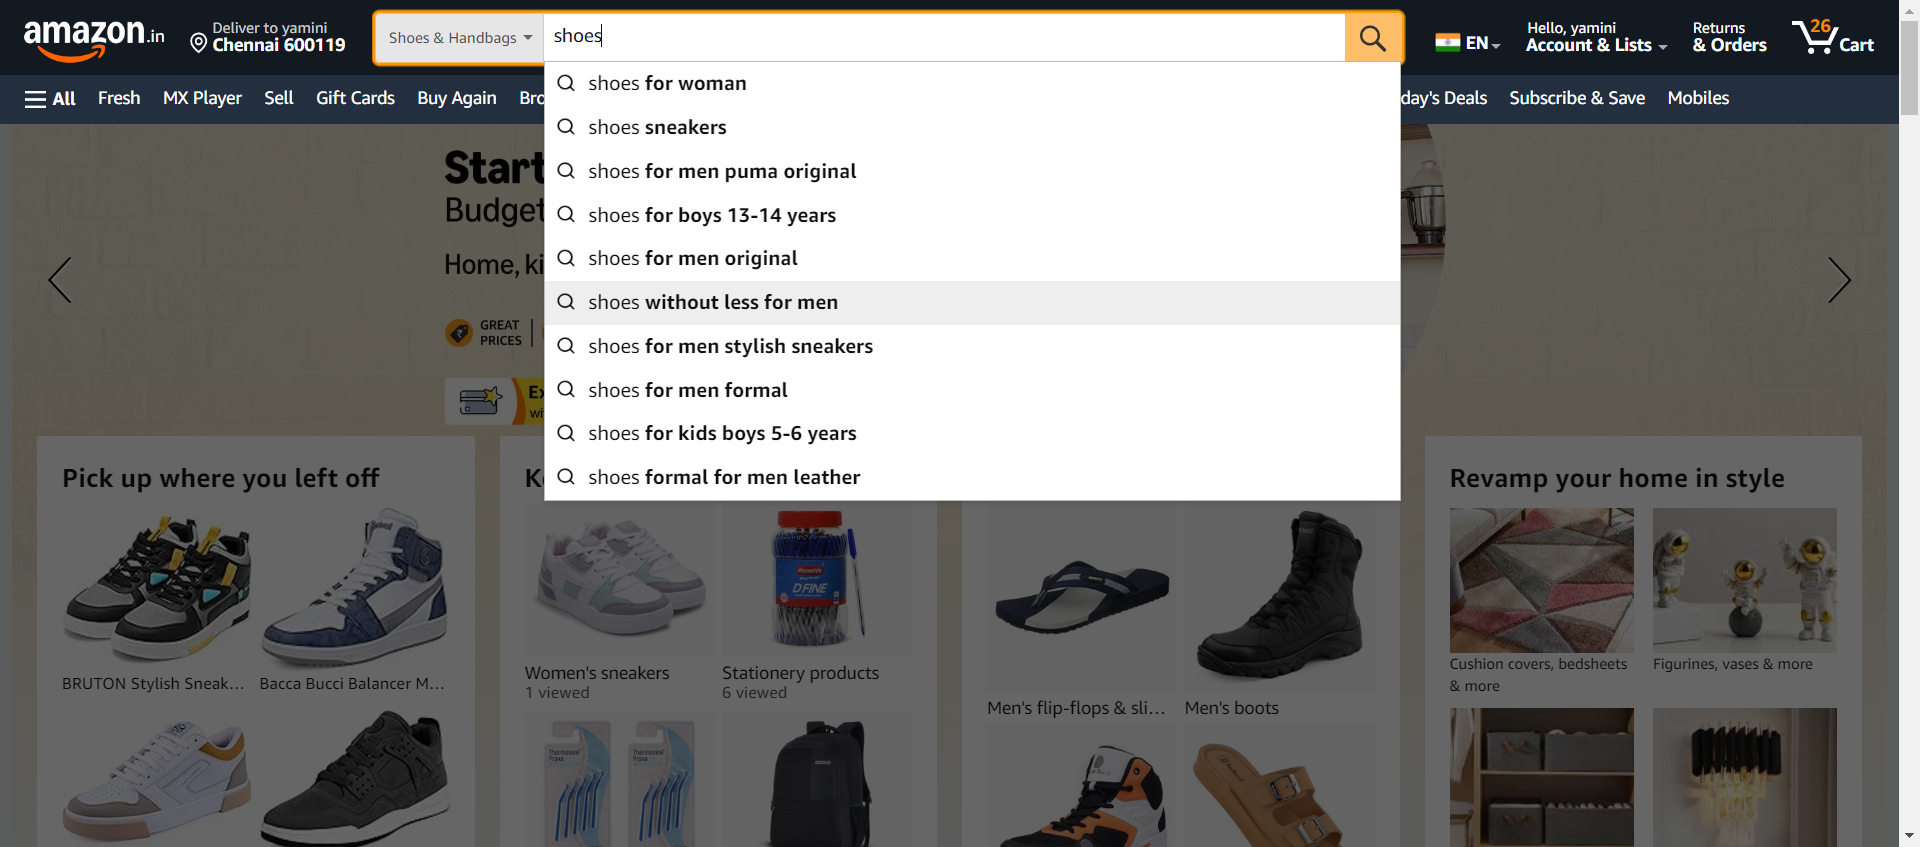 amazon.in
Deliver to yamini
Chennai 600119
Shoes & Handbags
shoes
EN
Hello, yamini
Account & Lists
Returns
& Orders
26
Cart
All
Fresh
MX Player
Sell
Gift Cards
Buy Again
Bro
day's Deals
Subscribe & Save
Mobiles
shoes for woman
shoes sneakers
shoes for men puma original
shoes for boys 13-14 years
shoes for men original
shoes without less for men
shoes for men stylish sneakers
shoes for men formal
shoes for kids boys 5-6 years
shoes formal for men leather
Start
Budget
Home, ki
GREAT
PRICES
Ex
wi
Pick up where you left off
BRUTON Stylish Sneak...
Bacca Bucci Balancer M...
K
Women's sneakers
1 viewed
Reynolds
D FINE
Stationery products
6 viewed
Thermoseal
Proxa
Thermoseal
Proxa
Men's flip-flops & sli...
Men's boots
Revamp your home in style
Cushion covers, bedsheets
& more
Figurines, vases & more